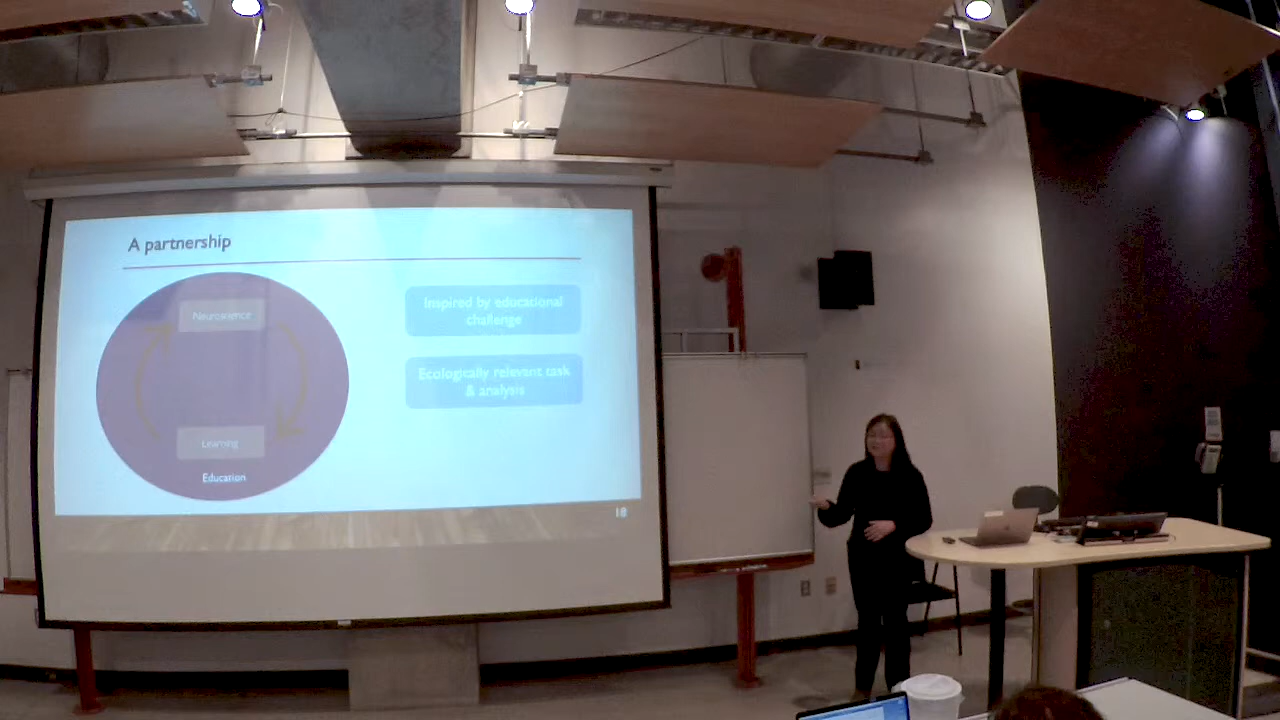 A partnership
Neuroscience
Learning
Education
Inspired by educational
challenge
Ecologically relevant task
& analysis
18